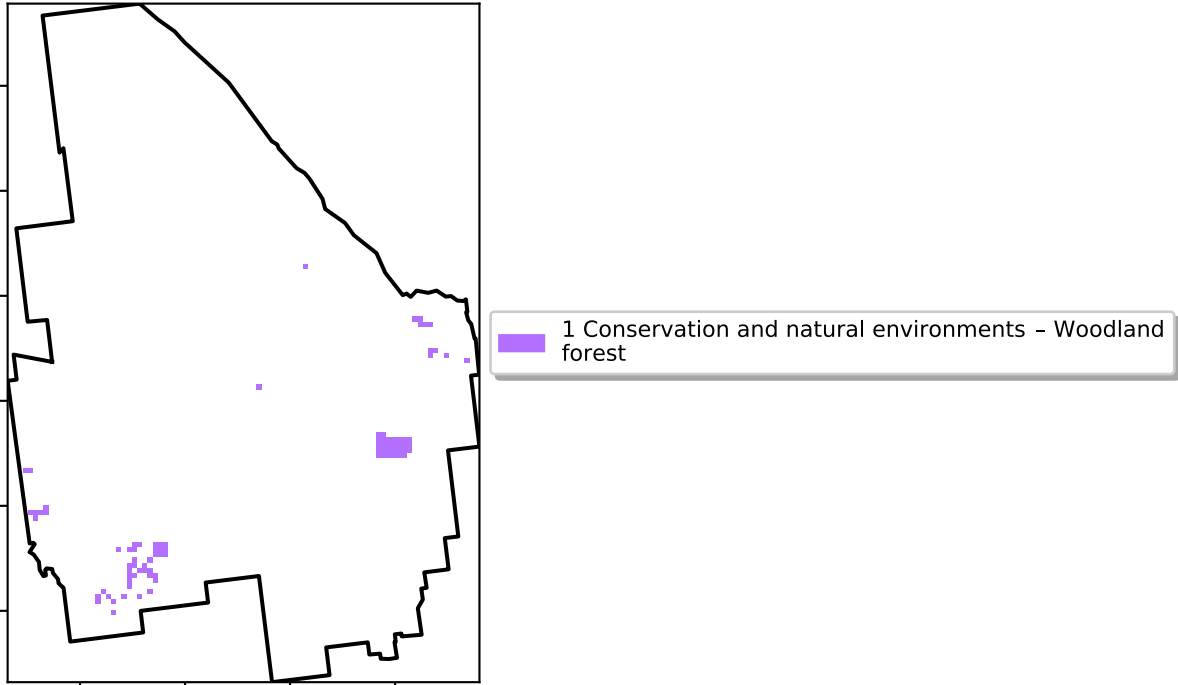 1 Conservation and natural environments – Woodland
forest